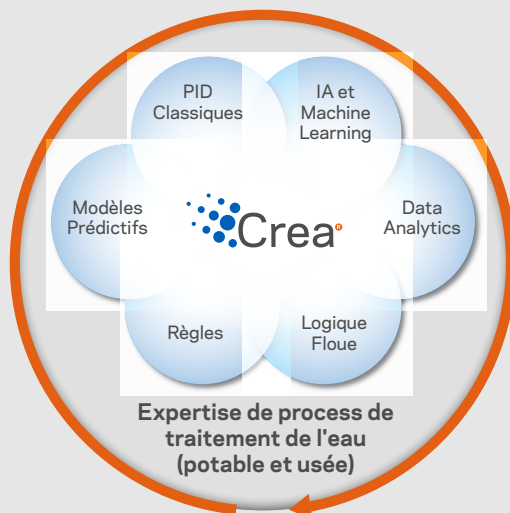 PID
Classiques
IA et
Machine
Learning
Modèles
Prédictifs
Crea®
Data
Analytics
Règles
Logique
Floue
Expertise de process de
traitement de l'eau
(potable et usée)